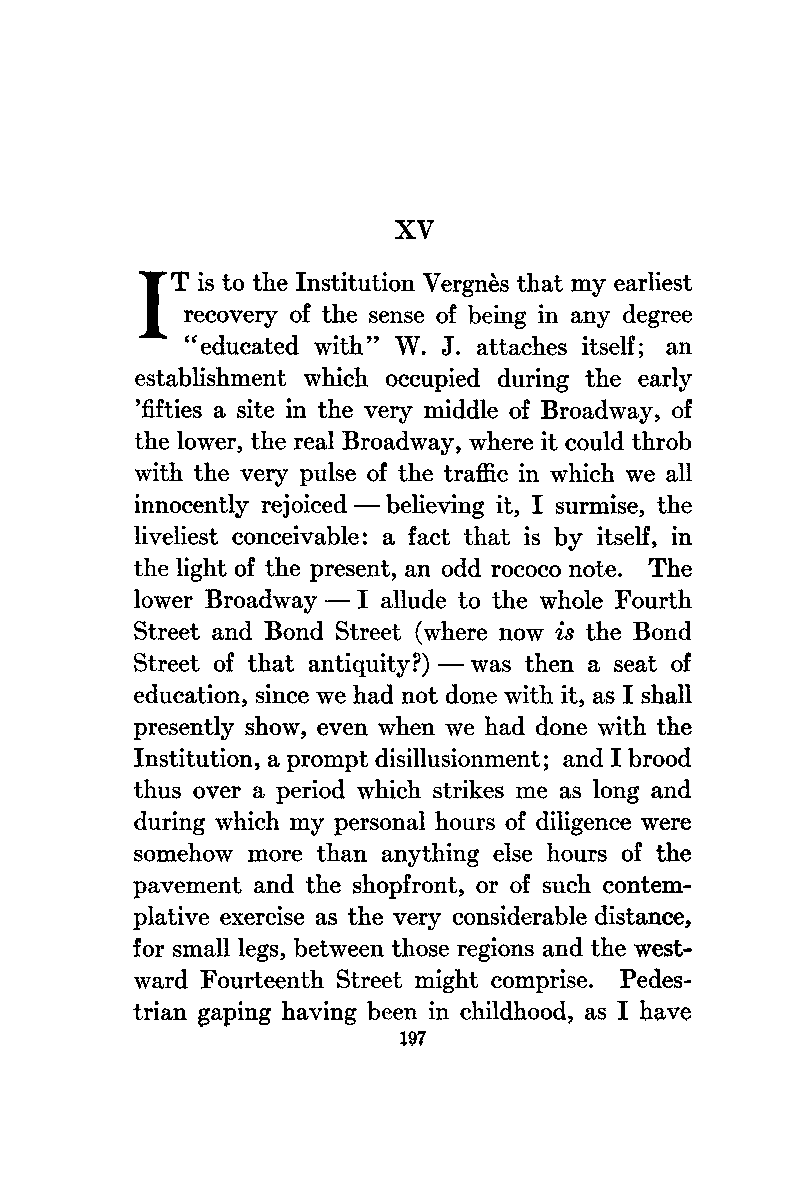 XV
IT is to the Institution Vergnès that my earliest
recovery of the sense of being in any degree
“educated with” W. J. attaches itself; an
establishment which occupied during the early
’fifties a site in the very middle of Broadway, of
the lower, the real Broadway, where it could throb
with the very pulse of the traffic in which we all
innocently rejoiced — believing it, I surmise, the
liveliest conceivable: a fact that is by itself, in
the light of the present, an odd rococo note. The
lower Broadway — I allude to the whole Fourth
Street and Bond Street (where now is the Bond
Street of that antiquity?) — was then a seat of
education, since we had not done with it, as I shall
presently show, even when we had done with the
Institution, a prompt disillusionment; and I brood
thus over a period which strikes me as long and
during which my personal hours of diligence were
somehow more than anything else hours of the
pavement and the shopfront, or of such contem-
plative exercise as the very considerable distance,
for small legs, between those regions and the west-
ward Fourteenth Street might comprise. Pedes-
trian gaping having been in childhood, as I have
197